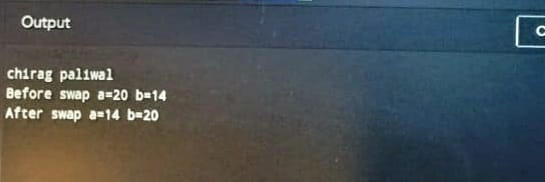 Output
C
chirag paliwal
Before swap a=20 b=14
After swap a=14 b=20